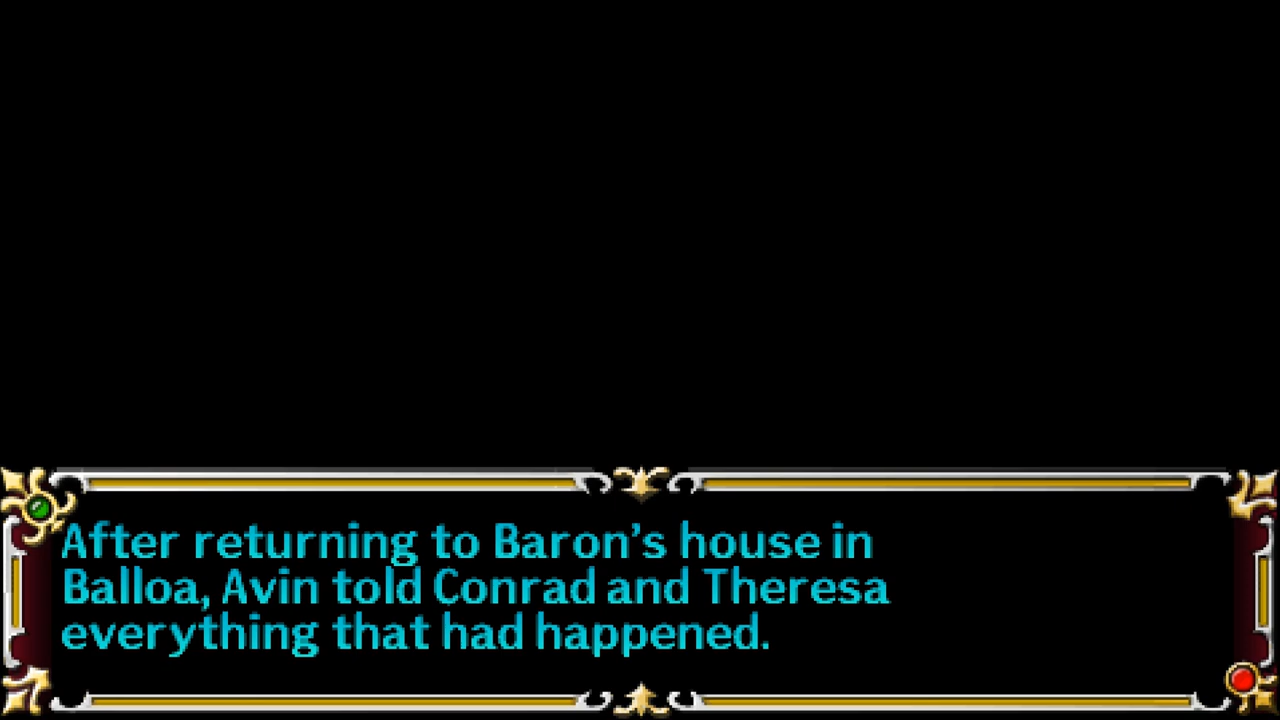 After returning to Baron’s house in
Balloa, Avin told Conrad and Theresa
everything that had happened.